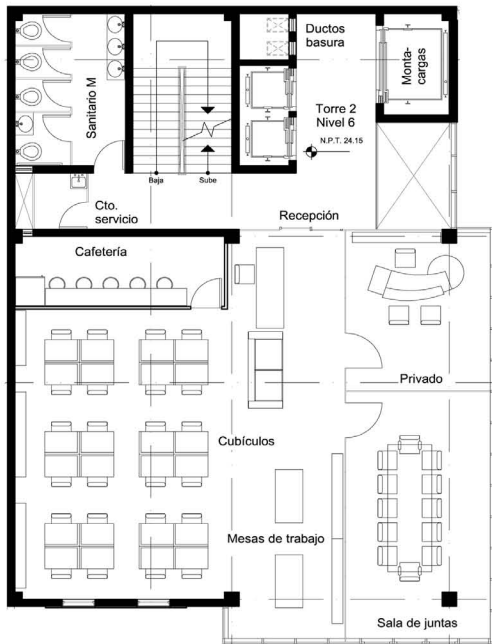 Ductos
basura
Sanitario M
Monta-
cargas
Torre 2
Nivel 6
N.P.T. 24.15
Baja
Sube
Cto.
servicio
Recepción
Cafetería
Privado
Cubículos
Mesas de trabajo
Sala de juntas